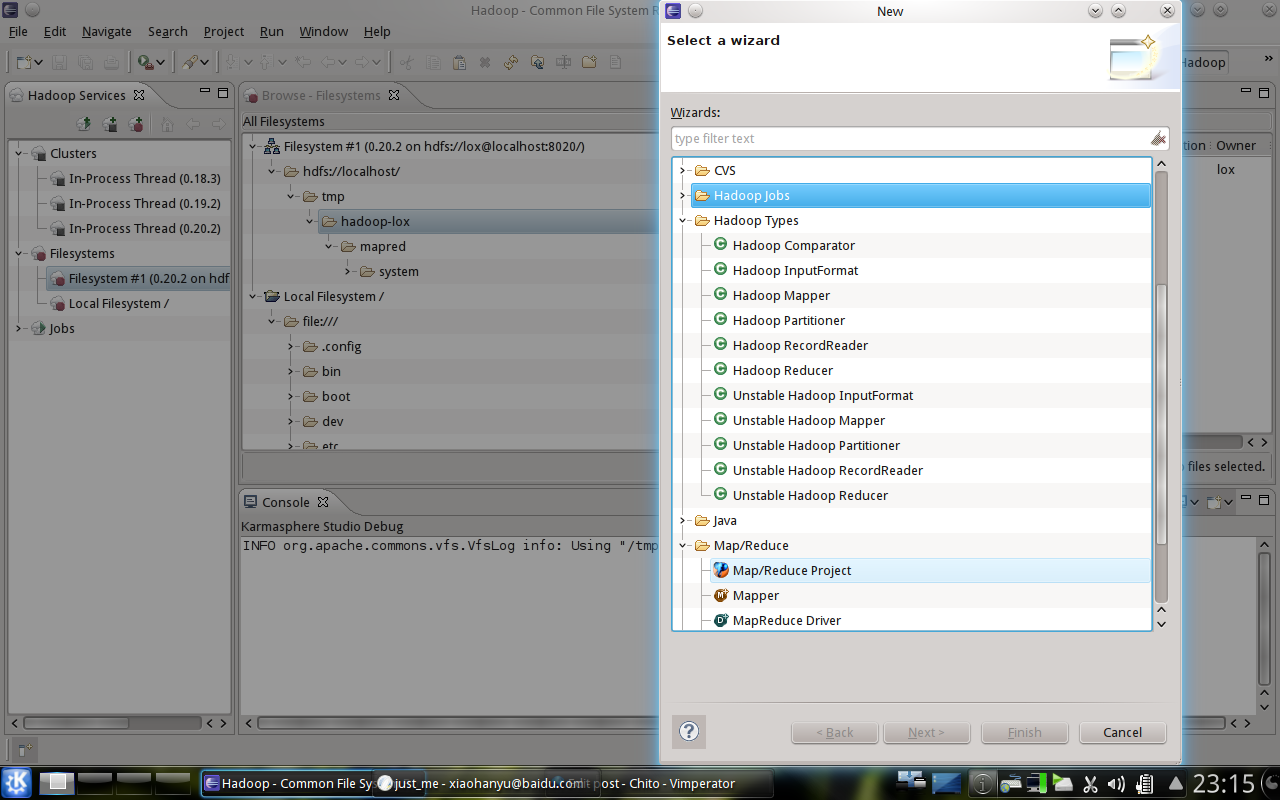 Hadoop - Common File System R
New
File Edit Navigate Search Project Run Window Help
Select a wizard
Hadoop
»
Hadoop Services
Browse - Filesystems
Wizards:
All Filesystems
type filter text
Clusters
Filesystem #1 (0.20.2 on hdfs://lox@localhost:8020/)
tion Owner
In-Process Thread (0.18.3)
hdfs://localhost/
CVS
lox
In-Process Thread (0.19.2)
tmp
Hadoop Jobs
In-Process Thread (0.20.2)
hadoop-lox
Hadoop Types
Filesystems
mapred
Hadoop Comparator
Filesystem #1 (0.20.2 on hdf
system
Hadoop InputFormat
Local Filesystem /
Local Filesystem /
Hadoop Mapper
Jobs
file:///
Hadoop Partitioner
.config
Hadoop RecordReader
bin
Hadoop Reducer
boot
Unstable Hadoop InputFormat
dev
Unstable Hadoop Mapper
etc
Unstable Hadoop Partitioner
files selected.
Unstable Hadoop RecordReader
Unstable Hadoop Reducer
Console
Java
Karmasphere Studio Debug
INFO org.apache.commons.vfs.VfsLog info: Using "/tmp
Map/Reduce
Map/Reduce Project
Mapper
MapReduce Driver
< Back Next > Finish Cancel
Hadoop - Common File Sys
just_me - xiaohanyu@baidu.co
Edit post - Chito - Vimperator
23:15